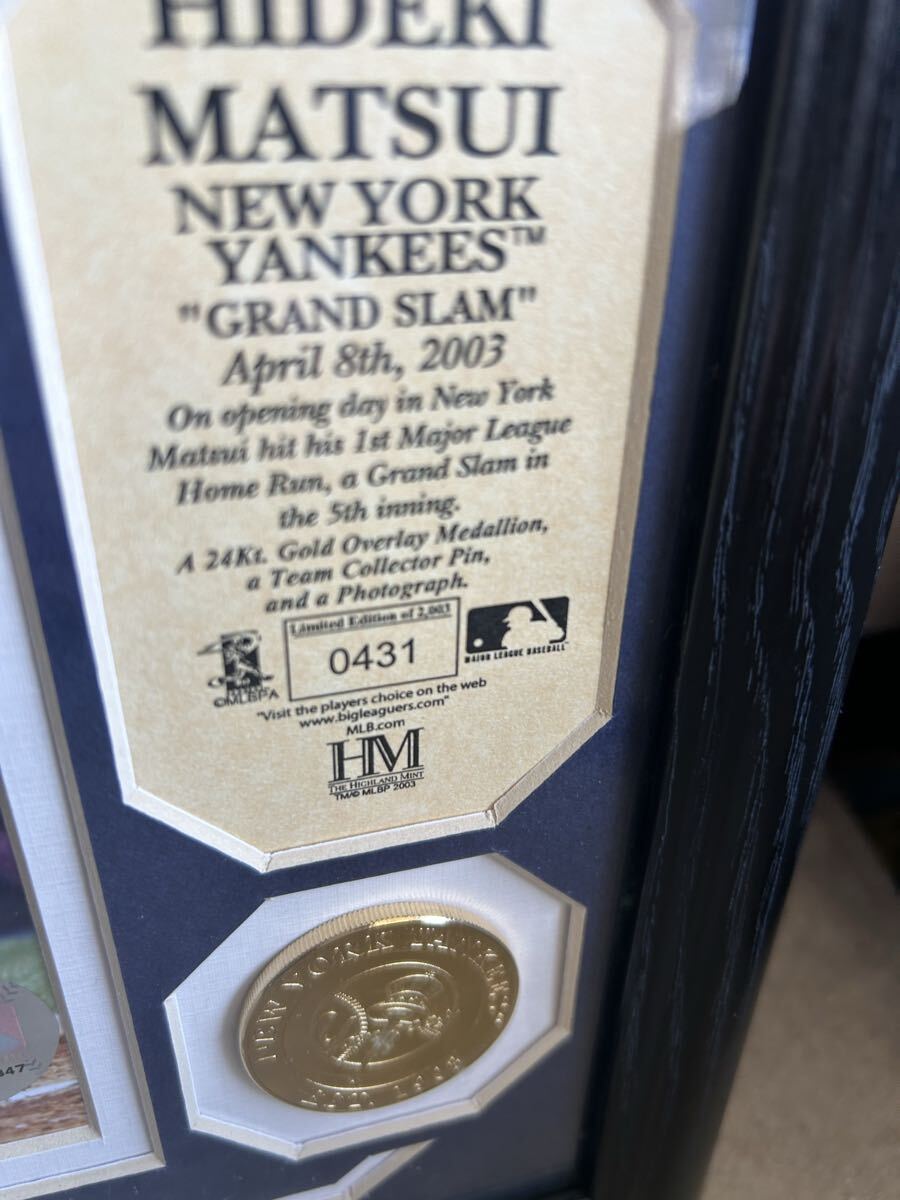 HIDEKI
MATSUI
NEW YORK
YANKEES™
"GRAND SLAM"
April 8th, 2003
On opening day in New York
Matsui hit his 1st Major League
Home Run, a Grand Slam in
the 5th inning.
A 24Kt. Gold Overlay Medallion,
a Team Collector Pin,
and a Photograph.
Limited Edition of 2,003
0431
MAJOR LEAGUE BASEBALL
©MLBPA
"Visit the players choice on the web
www.bigleaguers.com"
MLB.com
HM
THE HIGHLAND MINT
TM/© MLBP 2003
NEW YORK YANKEES
EST. 1903